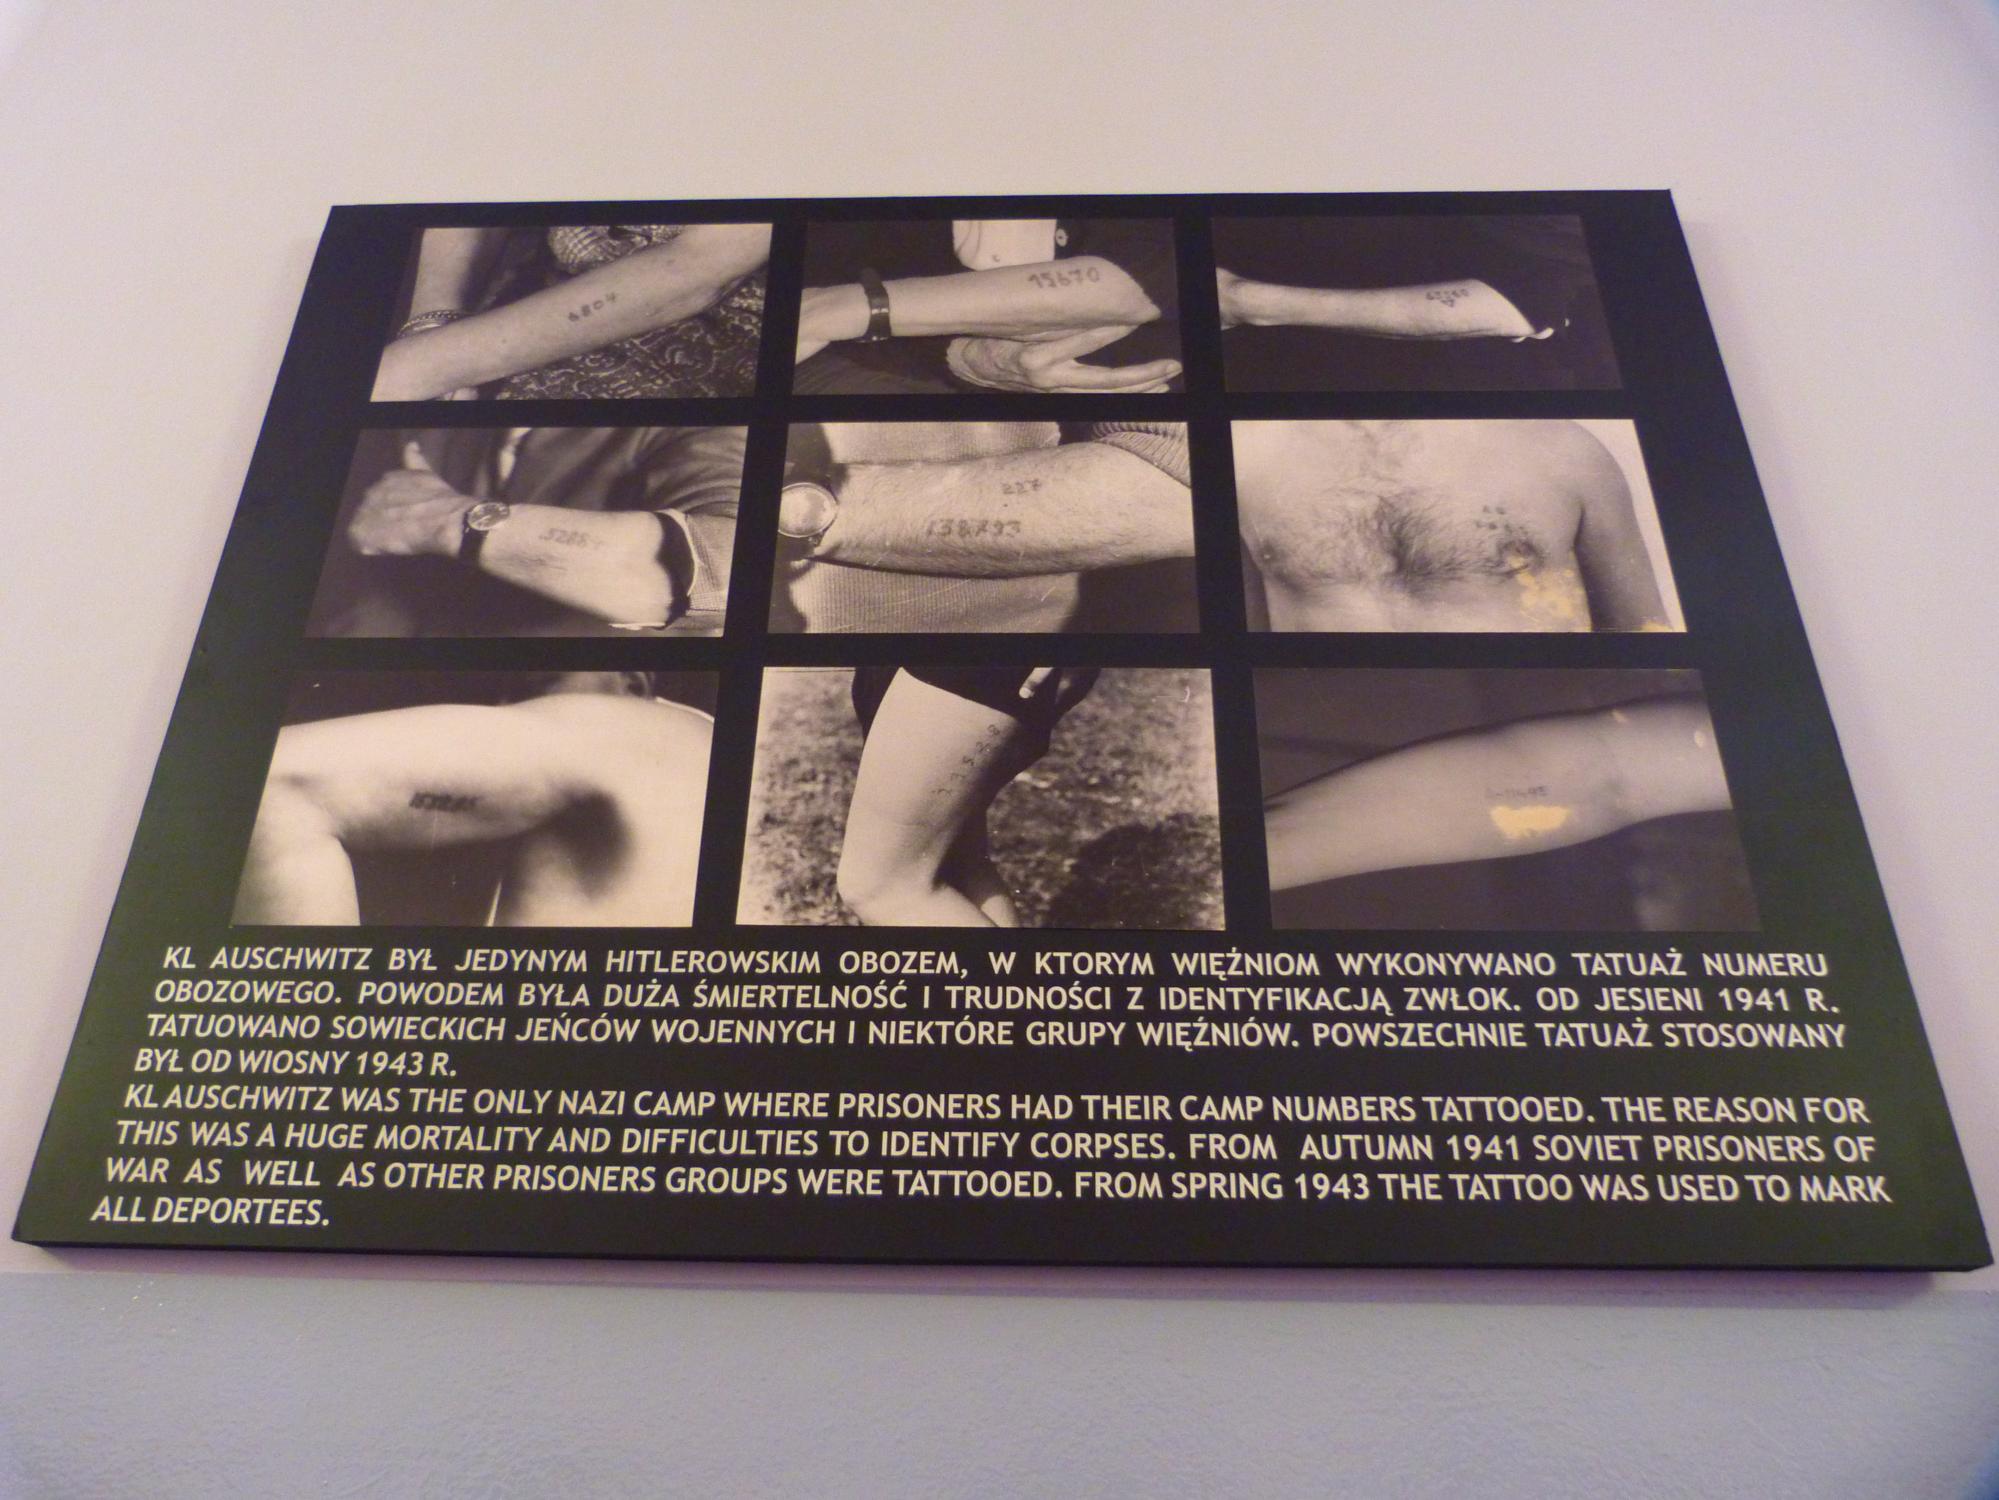 6804
15670
227
138793
KL AUSCHWITZ BYŁ JEDYNYM HITLEROWSKIM OBOZEM, W KTORYM WIĘŹNIOM WYKONYWANO TATUAŻ NUMERU
OBOZOWEGO. POWODEM BYŁA DUŻA ŚMIERTELNOŚĆ I TRUDNOŚCI Z IDENTYFIKACJĄ ZWŁOK. OD JESIENI 1941 R.
TATUOWANO SOWIECKICH JEŃCÓW WOJENNYCH I NIEKTÓRE GRUPY WIĘŹNIÓW. POWSZECHNIE TATUAŻ STOSOWANY
BYŁ OD WIOSNY 1943 R.
KL AUSCHWITZ WAS THE ONLY NAZI CAMP WHERE PRISONERS HAD THEIR CAMP NUMBERS TATTOOED. THE REASON FOR
THIS WAS A HUGE MORTALITY AND DIFFICULTIES TO IDENTIFY CORPSES. FROM AUTUMN 1941 SOVIET PRISONERS OF
WAR AS WELL AS OTHER PRISONERS GROUPS WERE TATTOOED. FROM SPRING 1943 THE TATTOO WAS USED TO MARK
ALL DEPORTEES.